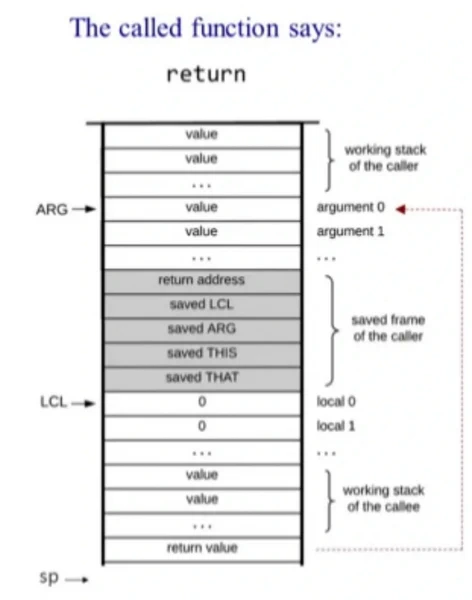 The called function says:
return
value
value
...
working stack
of the caller
ARG
value
argument 0
value
argument 1
...
...
return address
saved LCL
saved ARG
saved THIS
saved THAT
saved frame
of the caller
LCL
0
local 0
0
local 1
...
...
value
value
...
working stack
of the callee
return value
sp